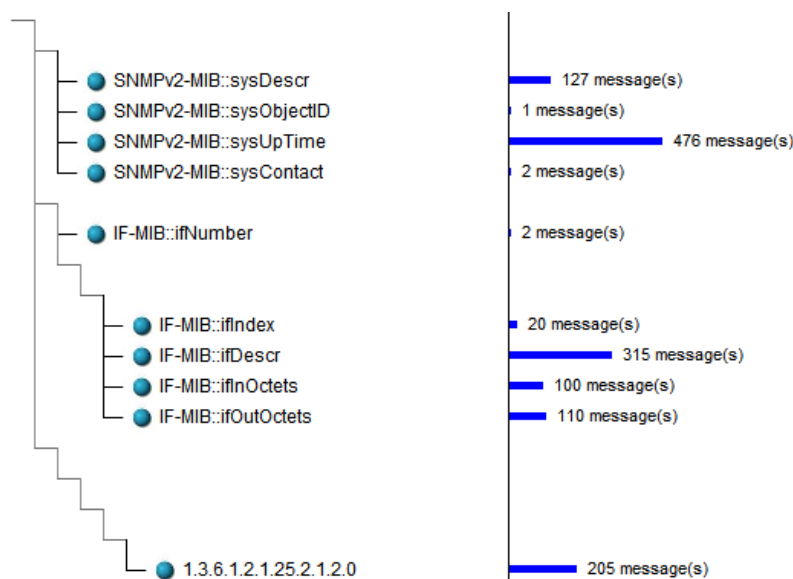 SNMPv2-MIB::sysDescr 127 message(s)
SNMPv2-MIB::sysObjectID 1 message(s)
SNMPv2-MIB::sysUpTime 476 message(s)
SNMPv2-MIB::sysContact 2 message(s)
IF-MIB::ifNumber 2 message(s)
IF-MIB::ifIndex 20 message(s)
IF-MIB::ifDescr 315 message(s)
IF-MIB::ifInOctets 100 message(s)
IF-MIB::ifOutOctets 110 message(s)
1.3.6.1.2.1.25.2.1.2.0 205 message(s)